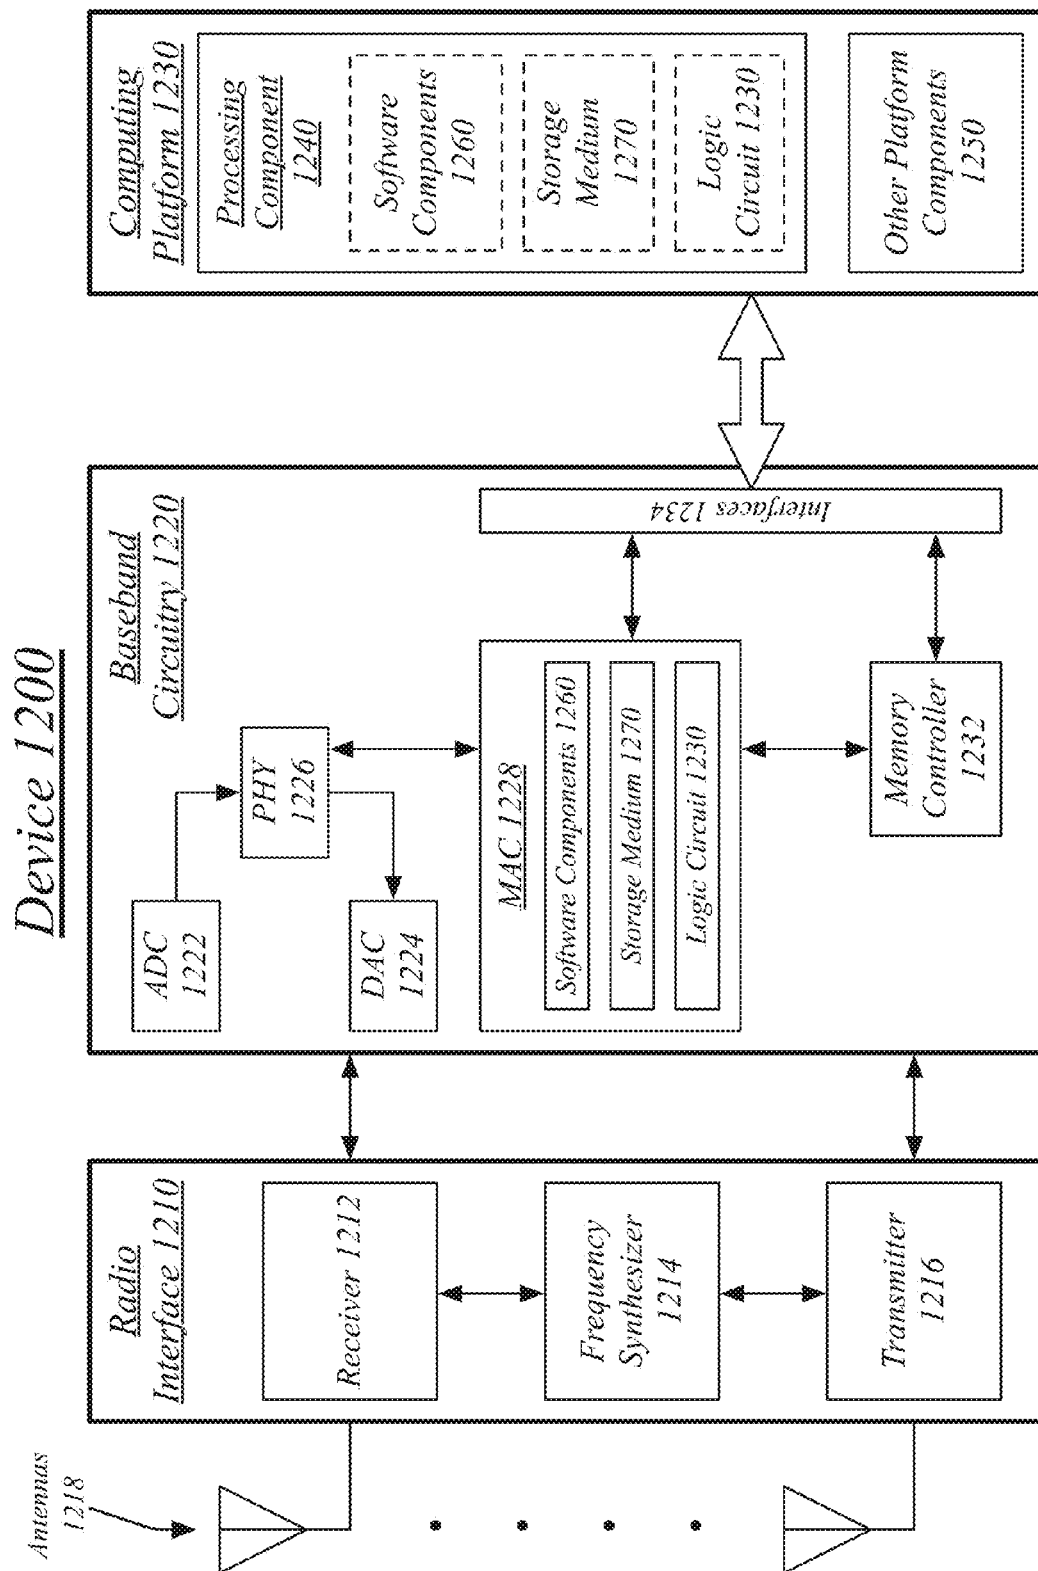 Device 1200
Antennas
1218
Radio
Interface 1210
Receiver 1212
Frequency
Synthesizer
1214
Transmitter
1216
Baseband
Circuitry 1220
ADC
1222
PHY
1226
DAC
1224
MAC 1228
Software Components 1260
Storage Medium 1270
Logic Circuit 1230
Memory
Controller
1232
Interfaces 1234
Computing
Platform 1230
Processing
Component
1240
Software
Components
1260
Storage
Medium
1270
Logic
Circuit 1230
Other Platform
Components
1250